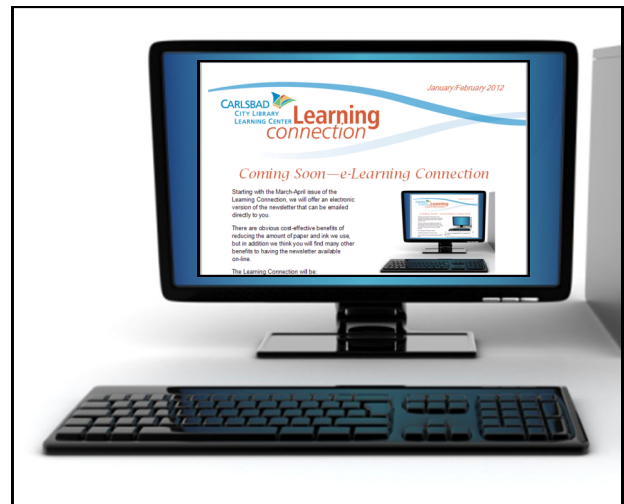 January/February 2012
CARLSBAD
CITY LIBRARY
LEARNING CENTER
Learning
connection
Coming Soon—e-Learning Connection
Starting with the March-April issue of the
Learning Connection, we will offer an electronic
version of the newsletter that can be emailed
directly to you.
There are obvious cost-effective benefits of
reducing the amount of paper and ink we use,
but in addition we think you will find many other
benefits to having the newsletter available
on-line.
The Learning Connection will be: